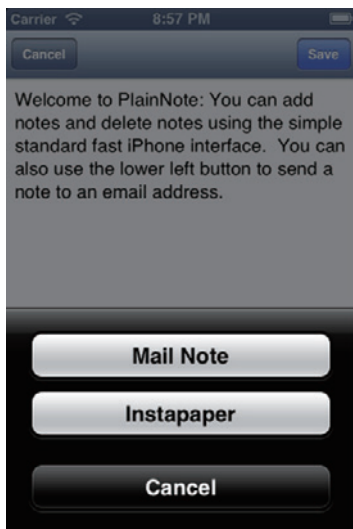 Carrier 8:57 PM
Cancel Save
Welcome to PlainNote: You can add
notes and delete notes using the simple
standard fast iPhone interface.  You can
also use the lower left button to send a
note to an email address.
Mail Note
Instapaper
Cancel